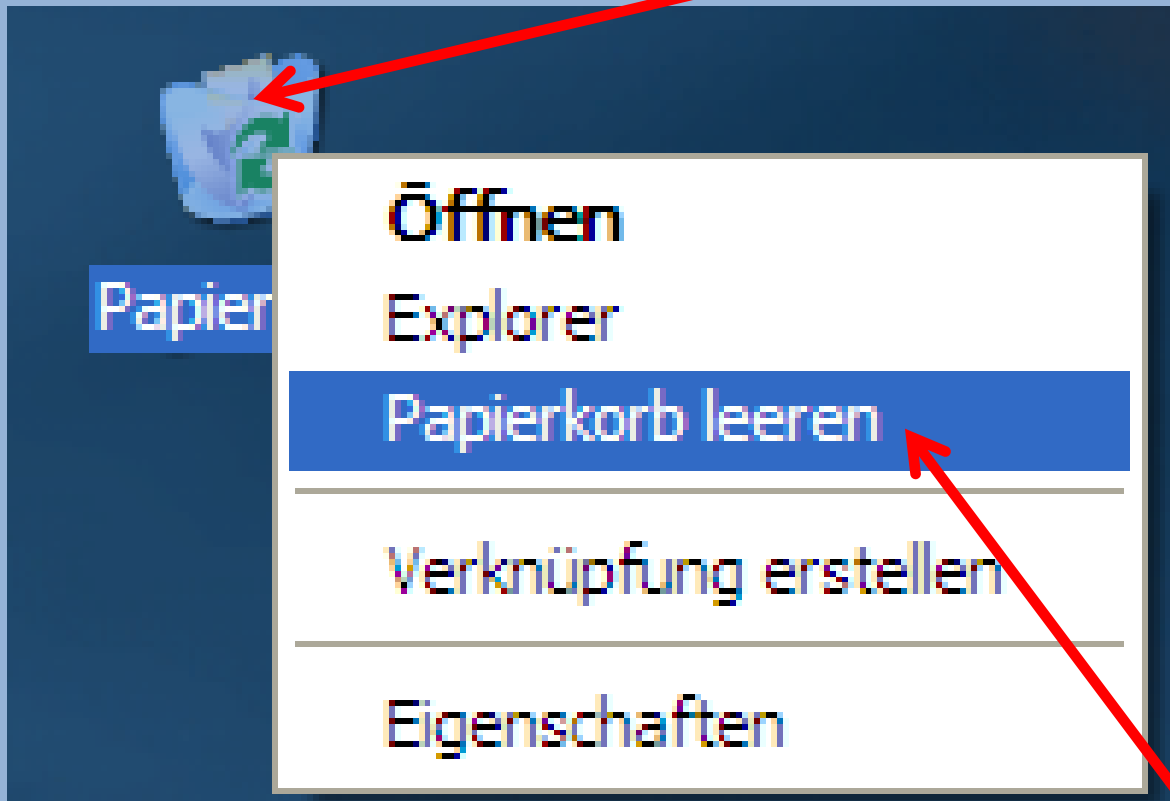 Papier
Öffnen
Explorer
Papierkorb leeren
Verknüpfung erstellen
Eigenschaften